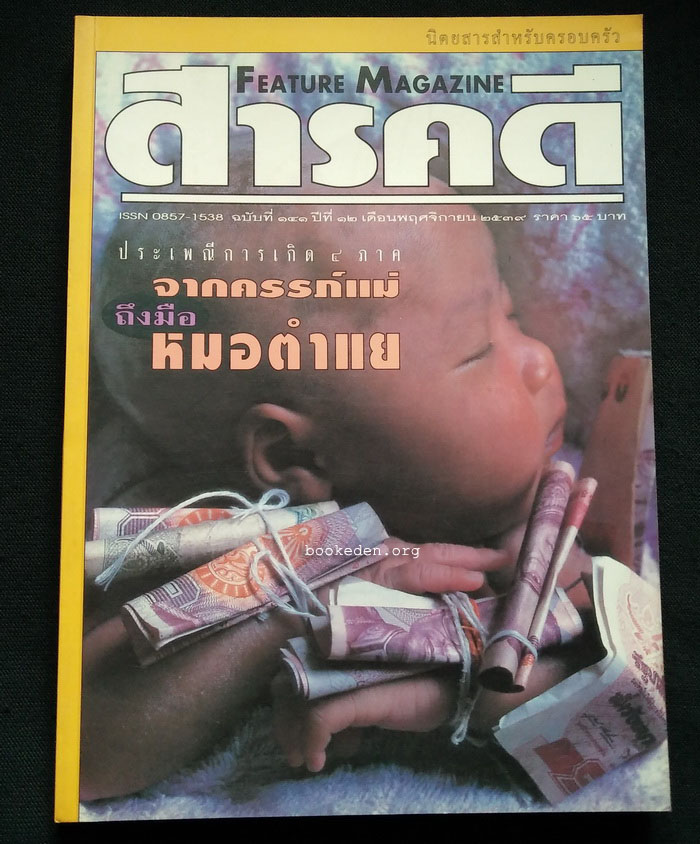 นิตยสารสำหรับครอบครัว
FEATURE MAGAZINE
สารคดี
ISSN 0857-1538 ฉบับที่ ๑๔๑ ปีที่ ๑๒ เดือนพฤศจิกายน ๒๕๓๙ ราคา ๖๕ บาท
ประเพณีการเกิด ๔ ภาค
จากครรภ์แม่
ถึงมือ
หมอตำแย
bookeden.org